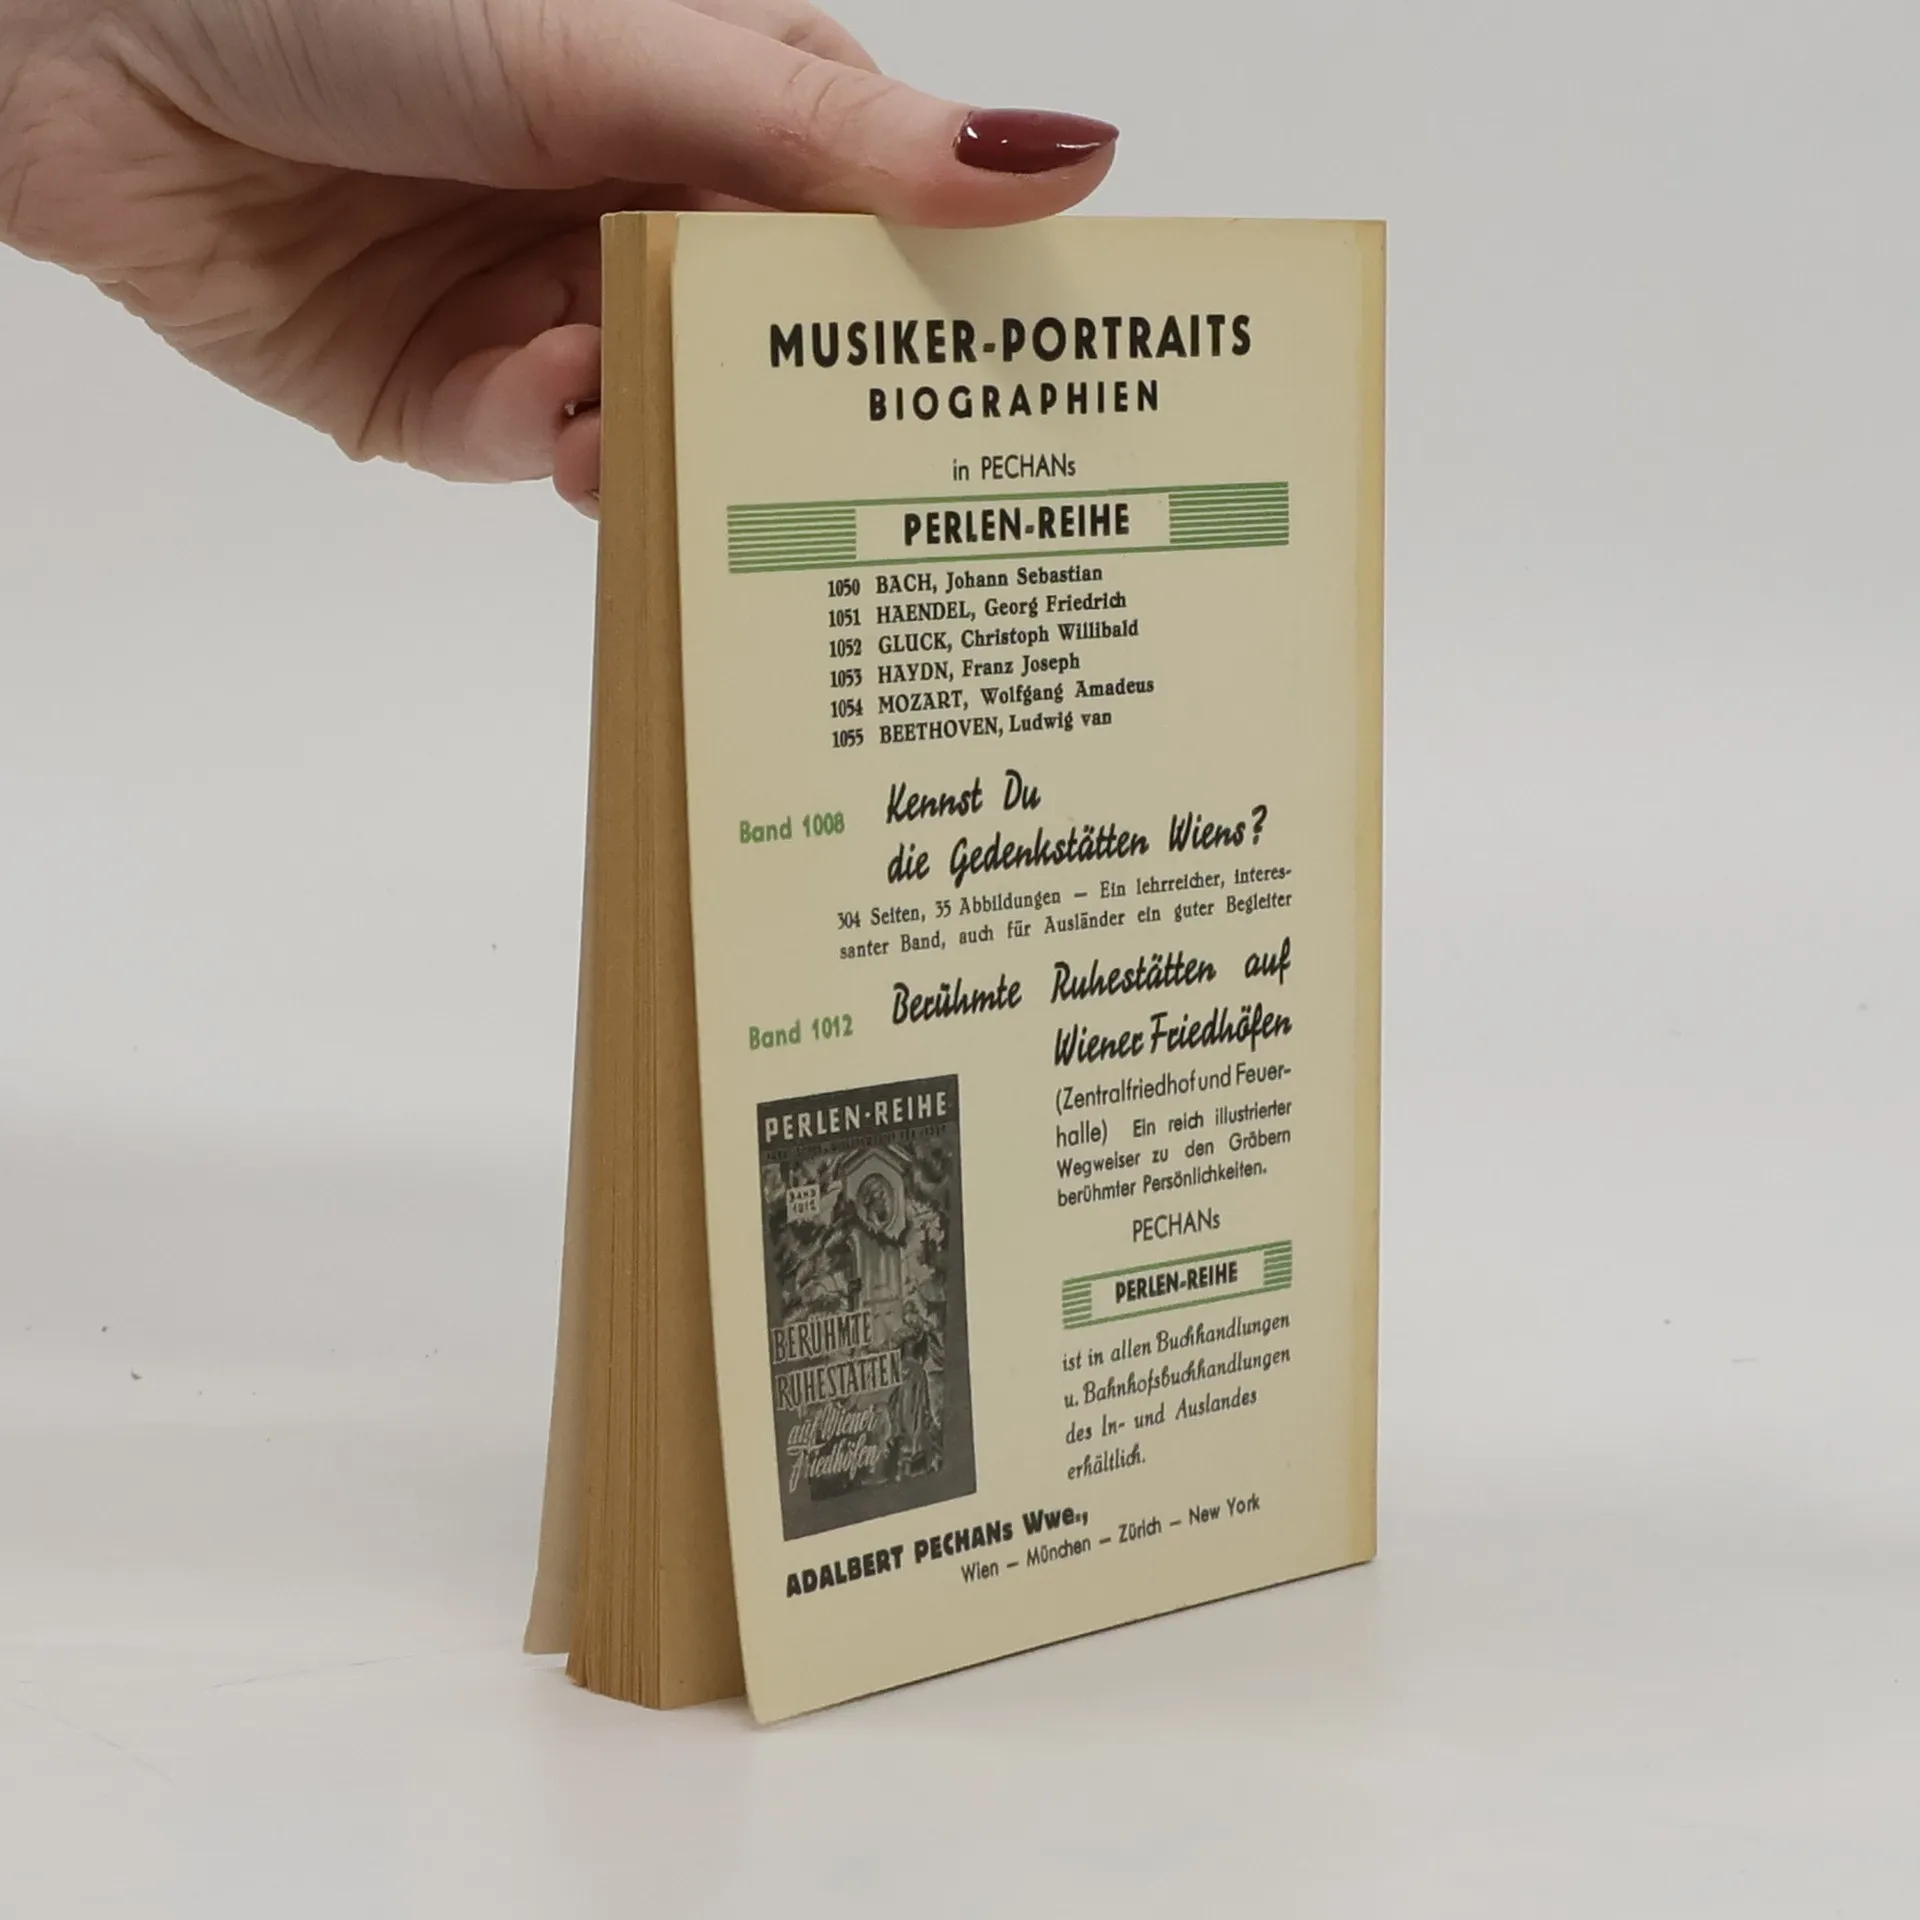 MUSIKER-PORTRAITS
BIOGRAPHIEN
in PECHANs
PERLEN-REIHE
1050 BACH, Johann Sebastian
1051 HAENDEL, Georg Friedrich
1052 GLUCK, Christoph Willibald
1053 HAYDN, Franz Joseph
1054 MOZART, Wolfgang Amadeus
1055 BEETHOVEN, Ludwig van
Band 1008 Kennst Du
die Gedenkstätten Wiens?
304 Seiten, 35 Abbildungen — Ein lehrreicher, interes-
santer Band, auch für Ausländer ein guter Begleiter
Band 1012 Berühmte Ruhestätten auf
Wiener Friedhöfen
(Zentralfriedhof und Feuer-
halle) Ein reich illustrierter
Wegweiser zu den Gräbern
berühmter Persönlichkeiten.
PECHANs
PERLEN-REIHE
ist in allen Buchhandlungen
u. Bahnhofsbuchhandlungen
des In- und Auslandes
erhältlich.
PERLEN-REIHE
BAND
1012
BERÜHMTE
RUHESTÄTTEN
auf Wiener
Friedhöfen
ADALBERT PECHANs Wwe.,
Wien — München — Zürich — New York